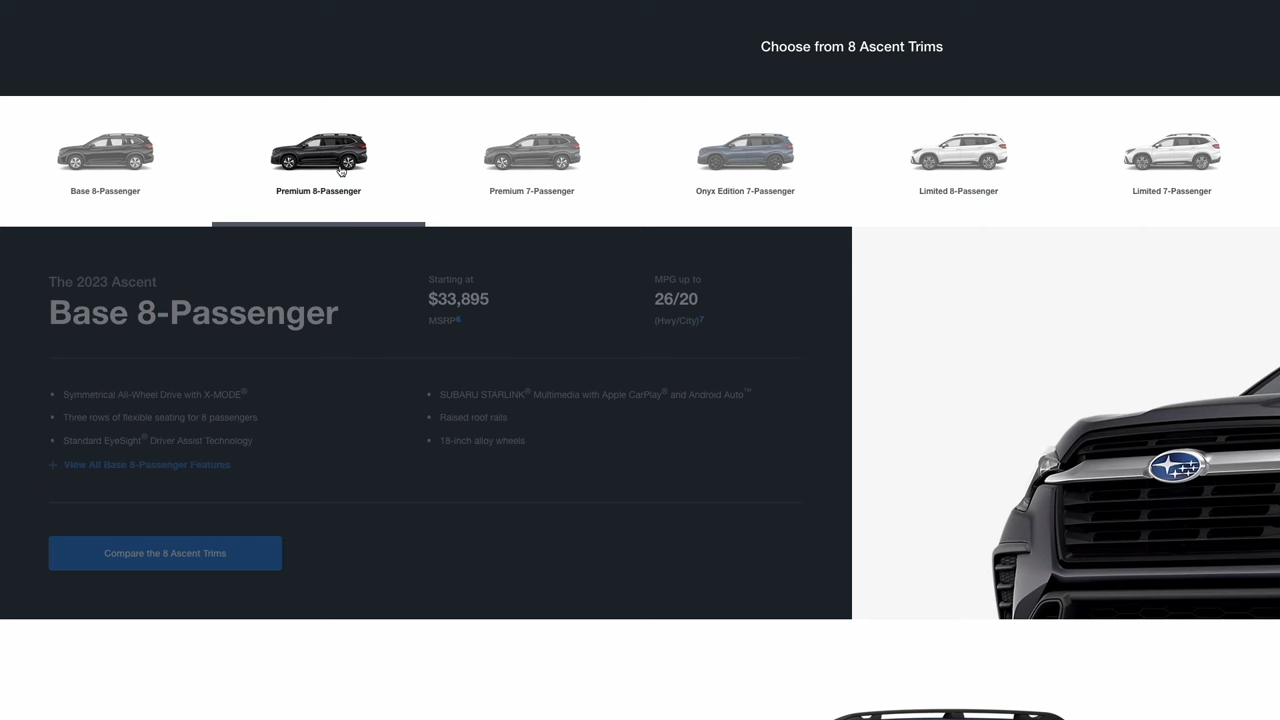 Choose from 8 Ascent Trims
Base 8-Passenger
Premium 8-Passenger
Premium 7-Passenger
Onyx Edition 7-Passenger
Limited 8-Passenger
Limited 7-Passenger
The 2023 Ascent
Base 8-Passenger
Starting at
$33,895
MSRP6
MPG up to
26/20
(Hwy/City)7
• Symmetrical All-Wheel Drive with X-MODE®
• Three rows of flexible seating for 8 passengers
• Standard EyeSight® Driver Assist Technology
+ View All Base 8-Passenger Features
• SUBARU STARLINK® Multimedia with Apple CarPlay® and Android Auto™
• Raised roof rails
• 18-inch alloy wheels
Compare the 8 Ascent Trims